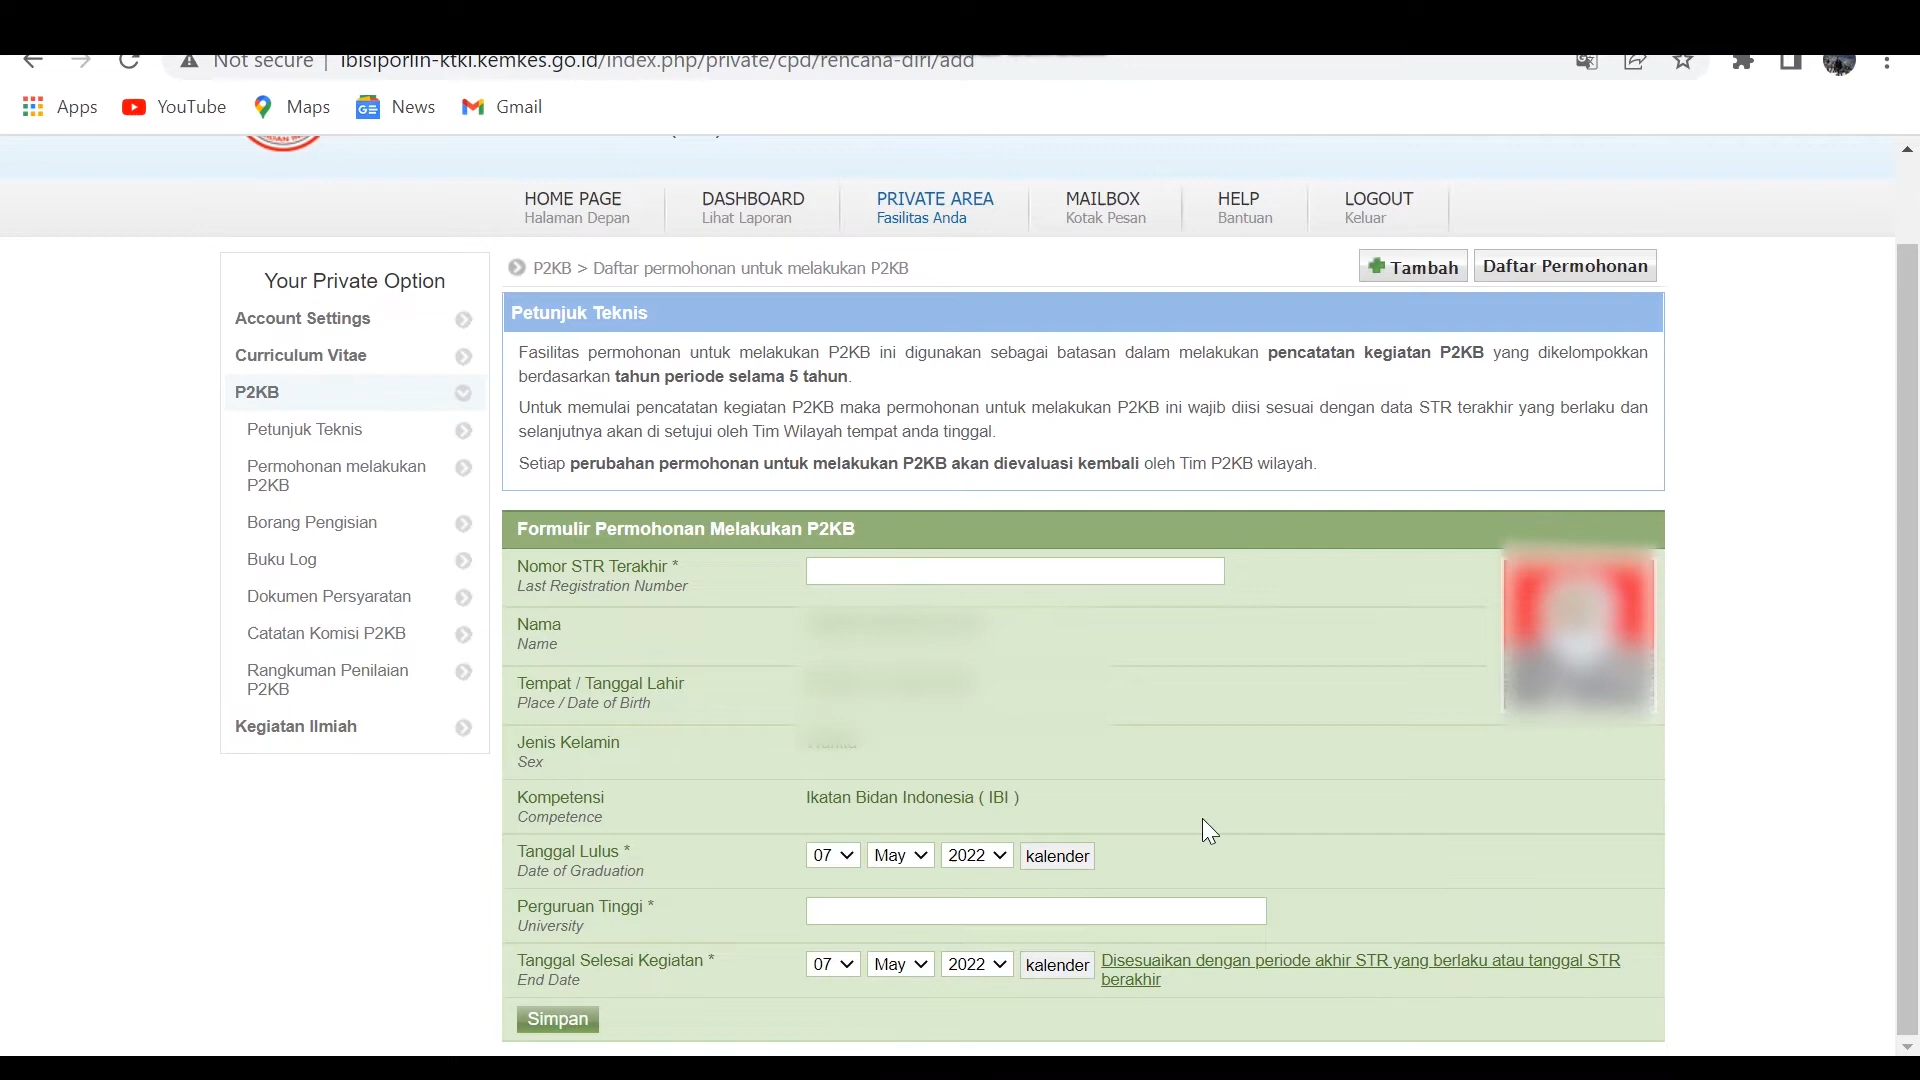 Not secure | ibisiporlin-ktki.kemkes.go.id/index.php/private/cpd/rencana-diri/add
Apps YouTube Maps News Gmail
HOME PAGE DASHBOARD PRIVATE AREA MAILBOX HELP LOGOUT
Halaman Depan Lihat Laporan Fasilitas Anda Kotak Pesan Bantuan Keluar
Your Private Option
Account Settings
Curriculum Vitae
P2KB
Petunjuk Teknis
Permohonan melakukan
P2KB
Borang Pengisian
Buku Log
Dokumen Persyaratan
Catatan Komisi P2KB
Rangkuman Penilaian
P2KB
Kegiatan Ilmiah
P2KB > Daftar permohonan untuk melakukan P2KB
Tambah Daftar Permohonan
Petunjuk Teknis
Fasilitas permohonan untuk melakukan P2KB ini digunakan sebagai batasan dalam melakukan pencatatan kegiatan P2KB yang dikelompokkan
berdasarkan tahun periode selama 5 tahun.
Untuk memulai pencatatan kegiatan P2KB maka permohonan untuk melakukan P2KB ini wajib diisi sesuai dengan data STR terakhir yang berlaku dan
selanjutnya akan di setujui oleh Tim Wilayah tempat anda tinggal.
Setiap perubahan permohonan untuk melakukan P2KB akan dievaluasi kembali oleh Tim P2KB wilayah.
Formulir Permohonan Melakukan P2KB
Nomor STR Terakhir *
Last Registration Number
Nama
Name
Tempat / Tanggal Lahir
Place / Date of Birth
Jenis Kelamin
Sex
Kompetensi Ikatan Bidan Indonesia ( IBI )
Competence
Tanggal Lulus * 07 May 2022 kalender
Date of Graduation
Perguruan Tinggi *
University
Tanggal Selesai Kegiatan * 07 May 2022 kalender Disesuaikan dengan periode akhir STR yang berlaku atau tanggal STR
End Date berakhir
Simpan